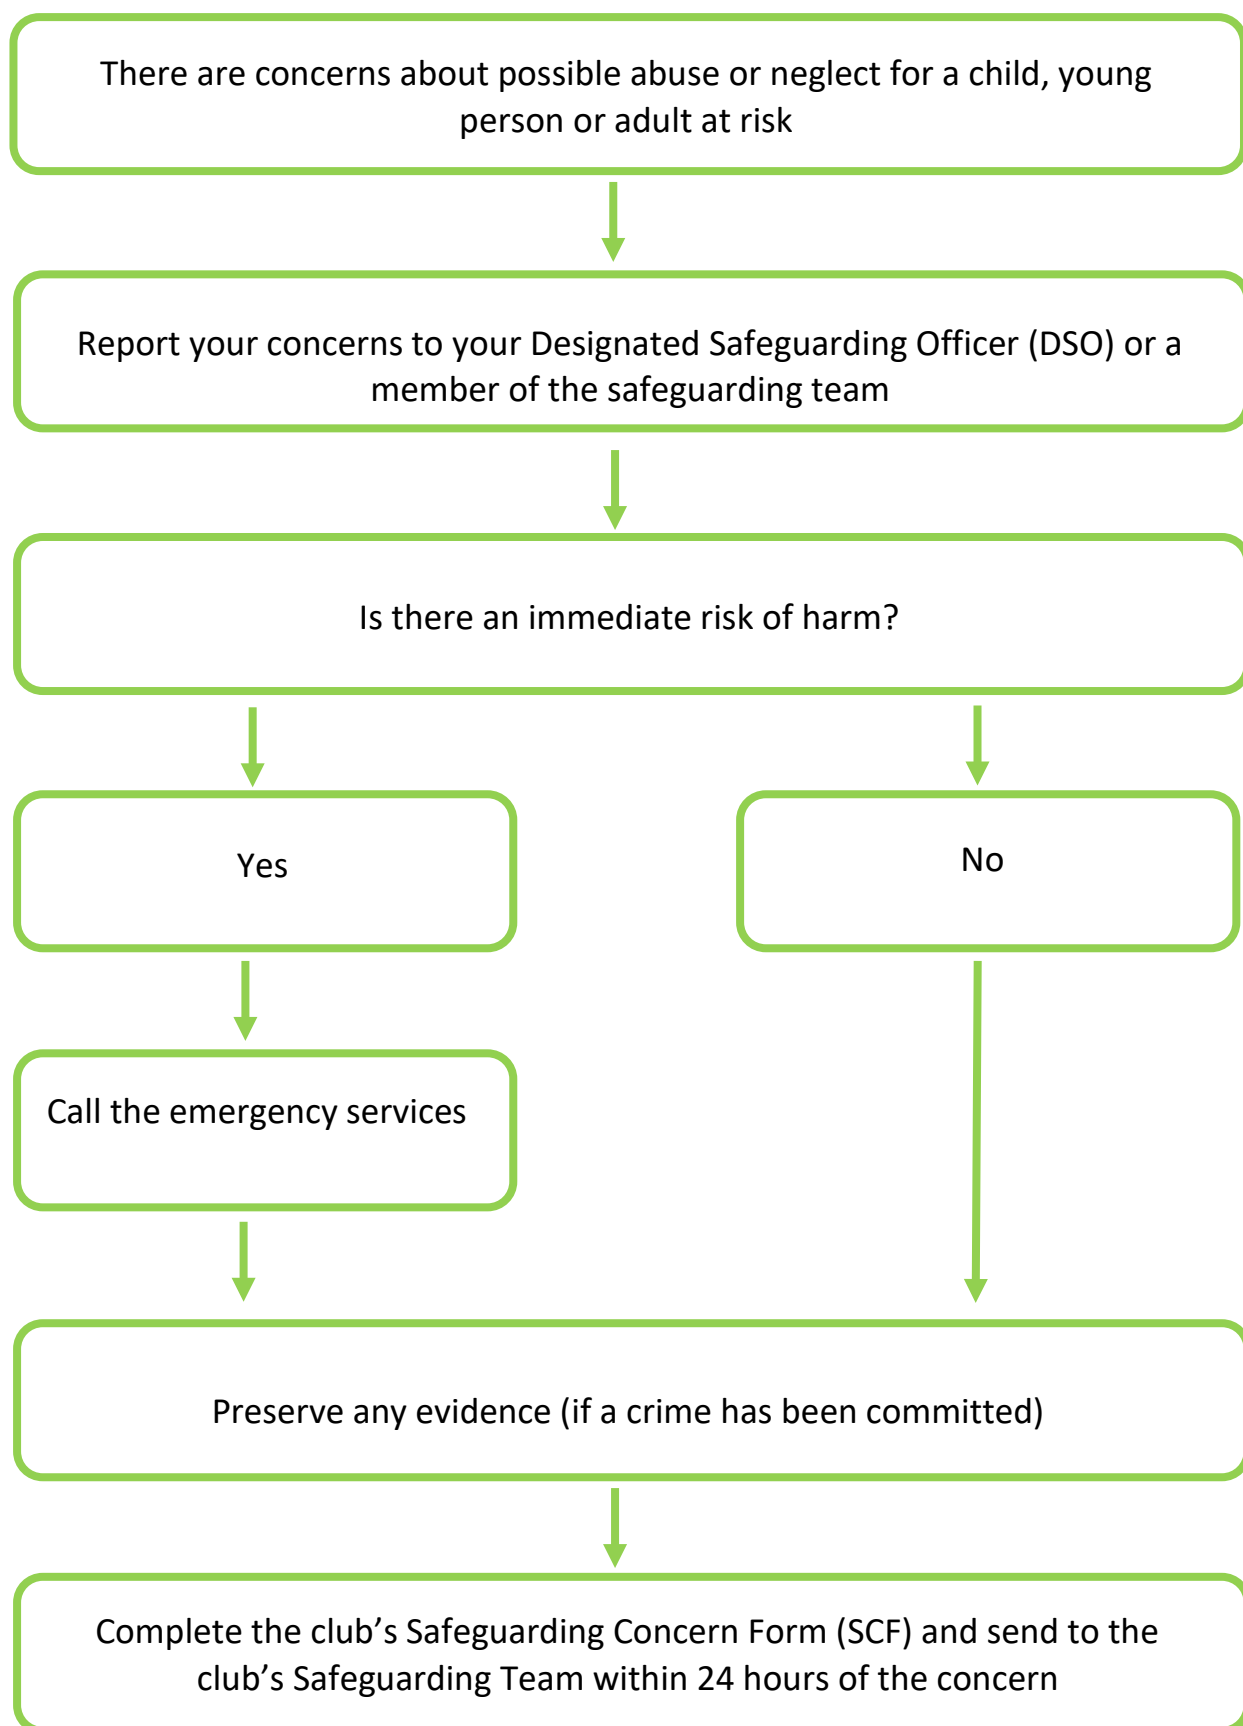 There are concerns about possible abuse or neglect for a child, young
person or adult at risk
Report your concerns to your Designated Safeguarding Officer (DSO) or a
member of the safeguarding team
Is there an immediate risk of harm?
Yes
No
Call the emergency services
Preserve any evidence (if a crime has been committed)
Complete the club’s Safeguarding Concern Form (SCF) and send to the
club’s Safeguarding Team within 24 hours of the concern